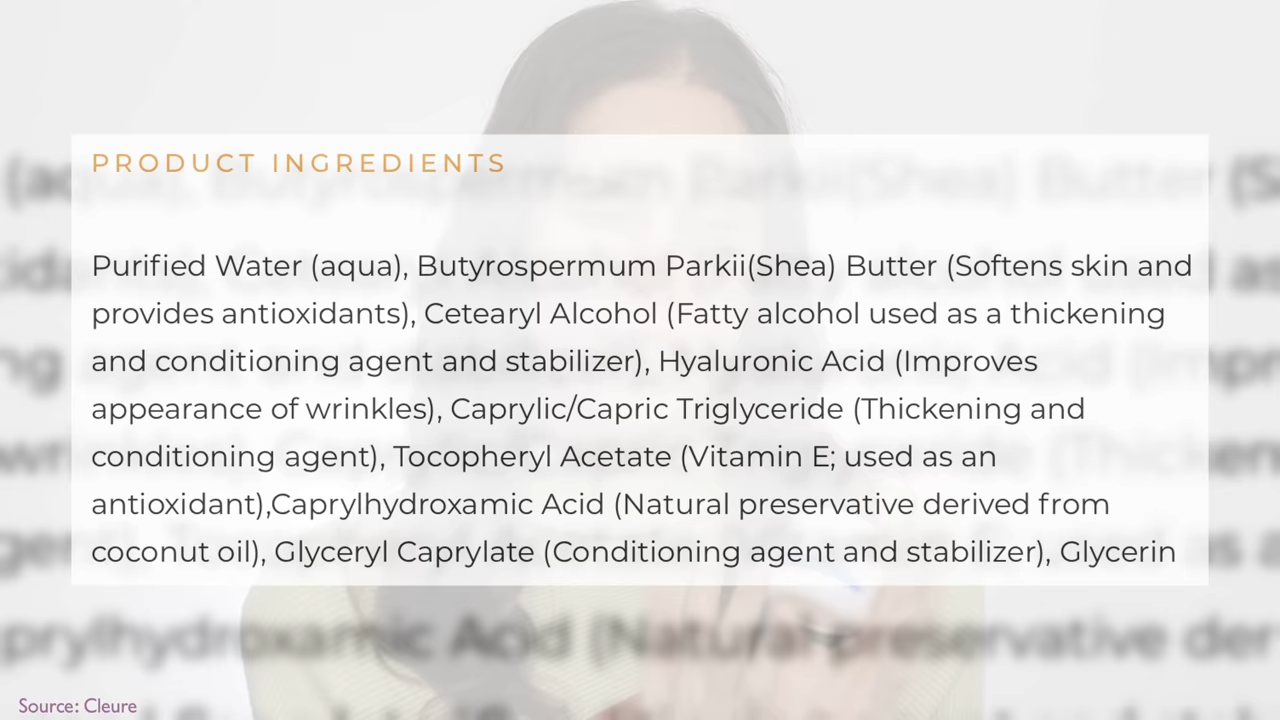 PRODUCT INGREDIENTS
Purified Water (aqua), Butyrospermum Parkii(Shea) Butter (Softens skin and
provides antioxidants), Cetearyl Alcohol (Fatty alcohol used as a thickening
and conditioning agent and stabilizer), Hyaluronic Acid (Improves
appearance of wrinkles), Caprylic/Capric Triglyceride (Thickening and
conditioning agent), Tocopheryl Acetate (Vitamin E; used as an
antioxidant),Caprylhydroxamic Acid (Natural preservative derived from
coconut oil), Glyceryl Caprylate (Conditioning agent and stabilizer), Glycerin
Source: Cleure